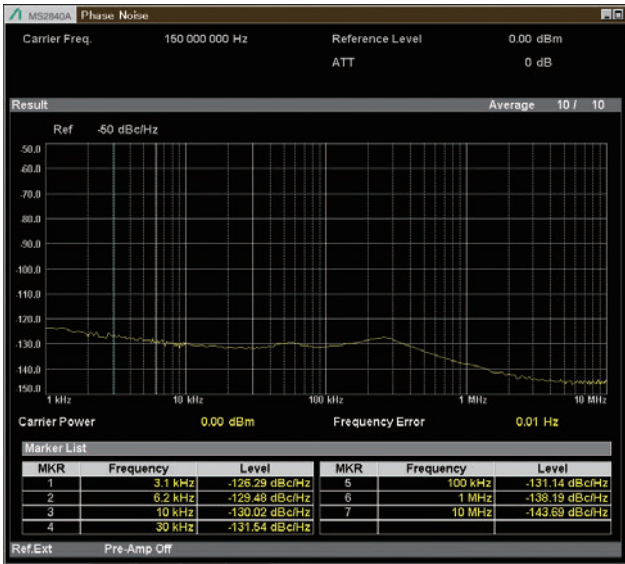 MS2840A Phase Noise
Carrier Freq. 150 000 000 Hz Reference Level 0.00 dBm
ATT 0 dB
Result Average 10 / 10
Ref -50 dBc/Hz
-50.0
-60.0
-70.0
-80.0
-90.0
-100.0
-110.0
-120.0
-130.0
-140.0
-150.0
1 kHz 10 kHz 100 kHz 1 MHz 10 MHz
Carrier Power 0.00 dBm Frequency Error 0.01 Hz
Marker List
MKR Frequency Level MKR Frequency Level
1 3.1 kHz -126.29 dBc/Hz 5 100 kHz -131.14 dBc/Hz
2 6.2 kHz -129.48 dBc/Hz 6 1 MHz -138.19 dBc/Hz
3 10 kHz -130.02 dBc/Hz 7 10 MHz -143.69 dBc/Hz
4 30 kHz -131.54 dBc/Hz
Ref.Ext Pre-Amp Off